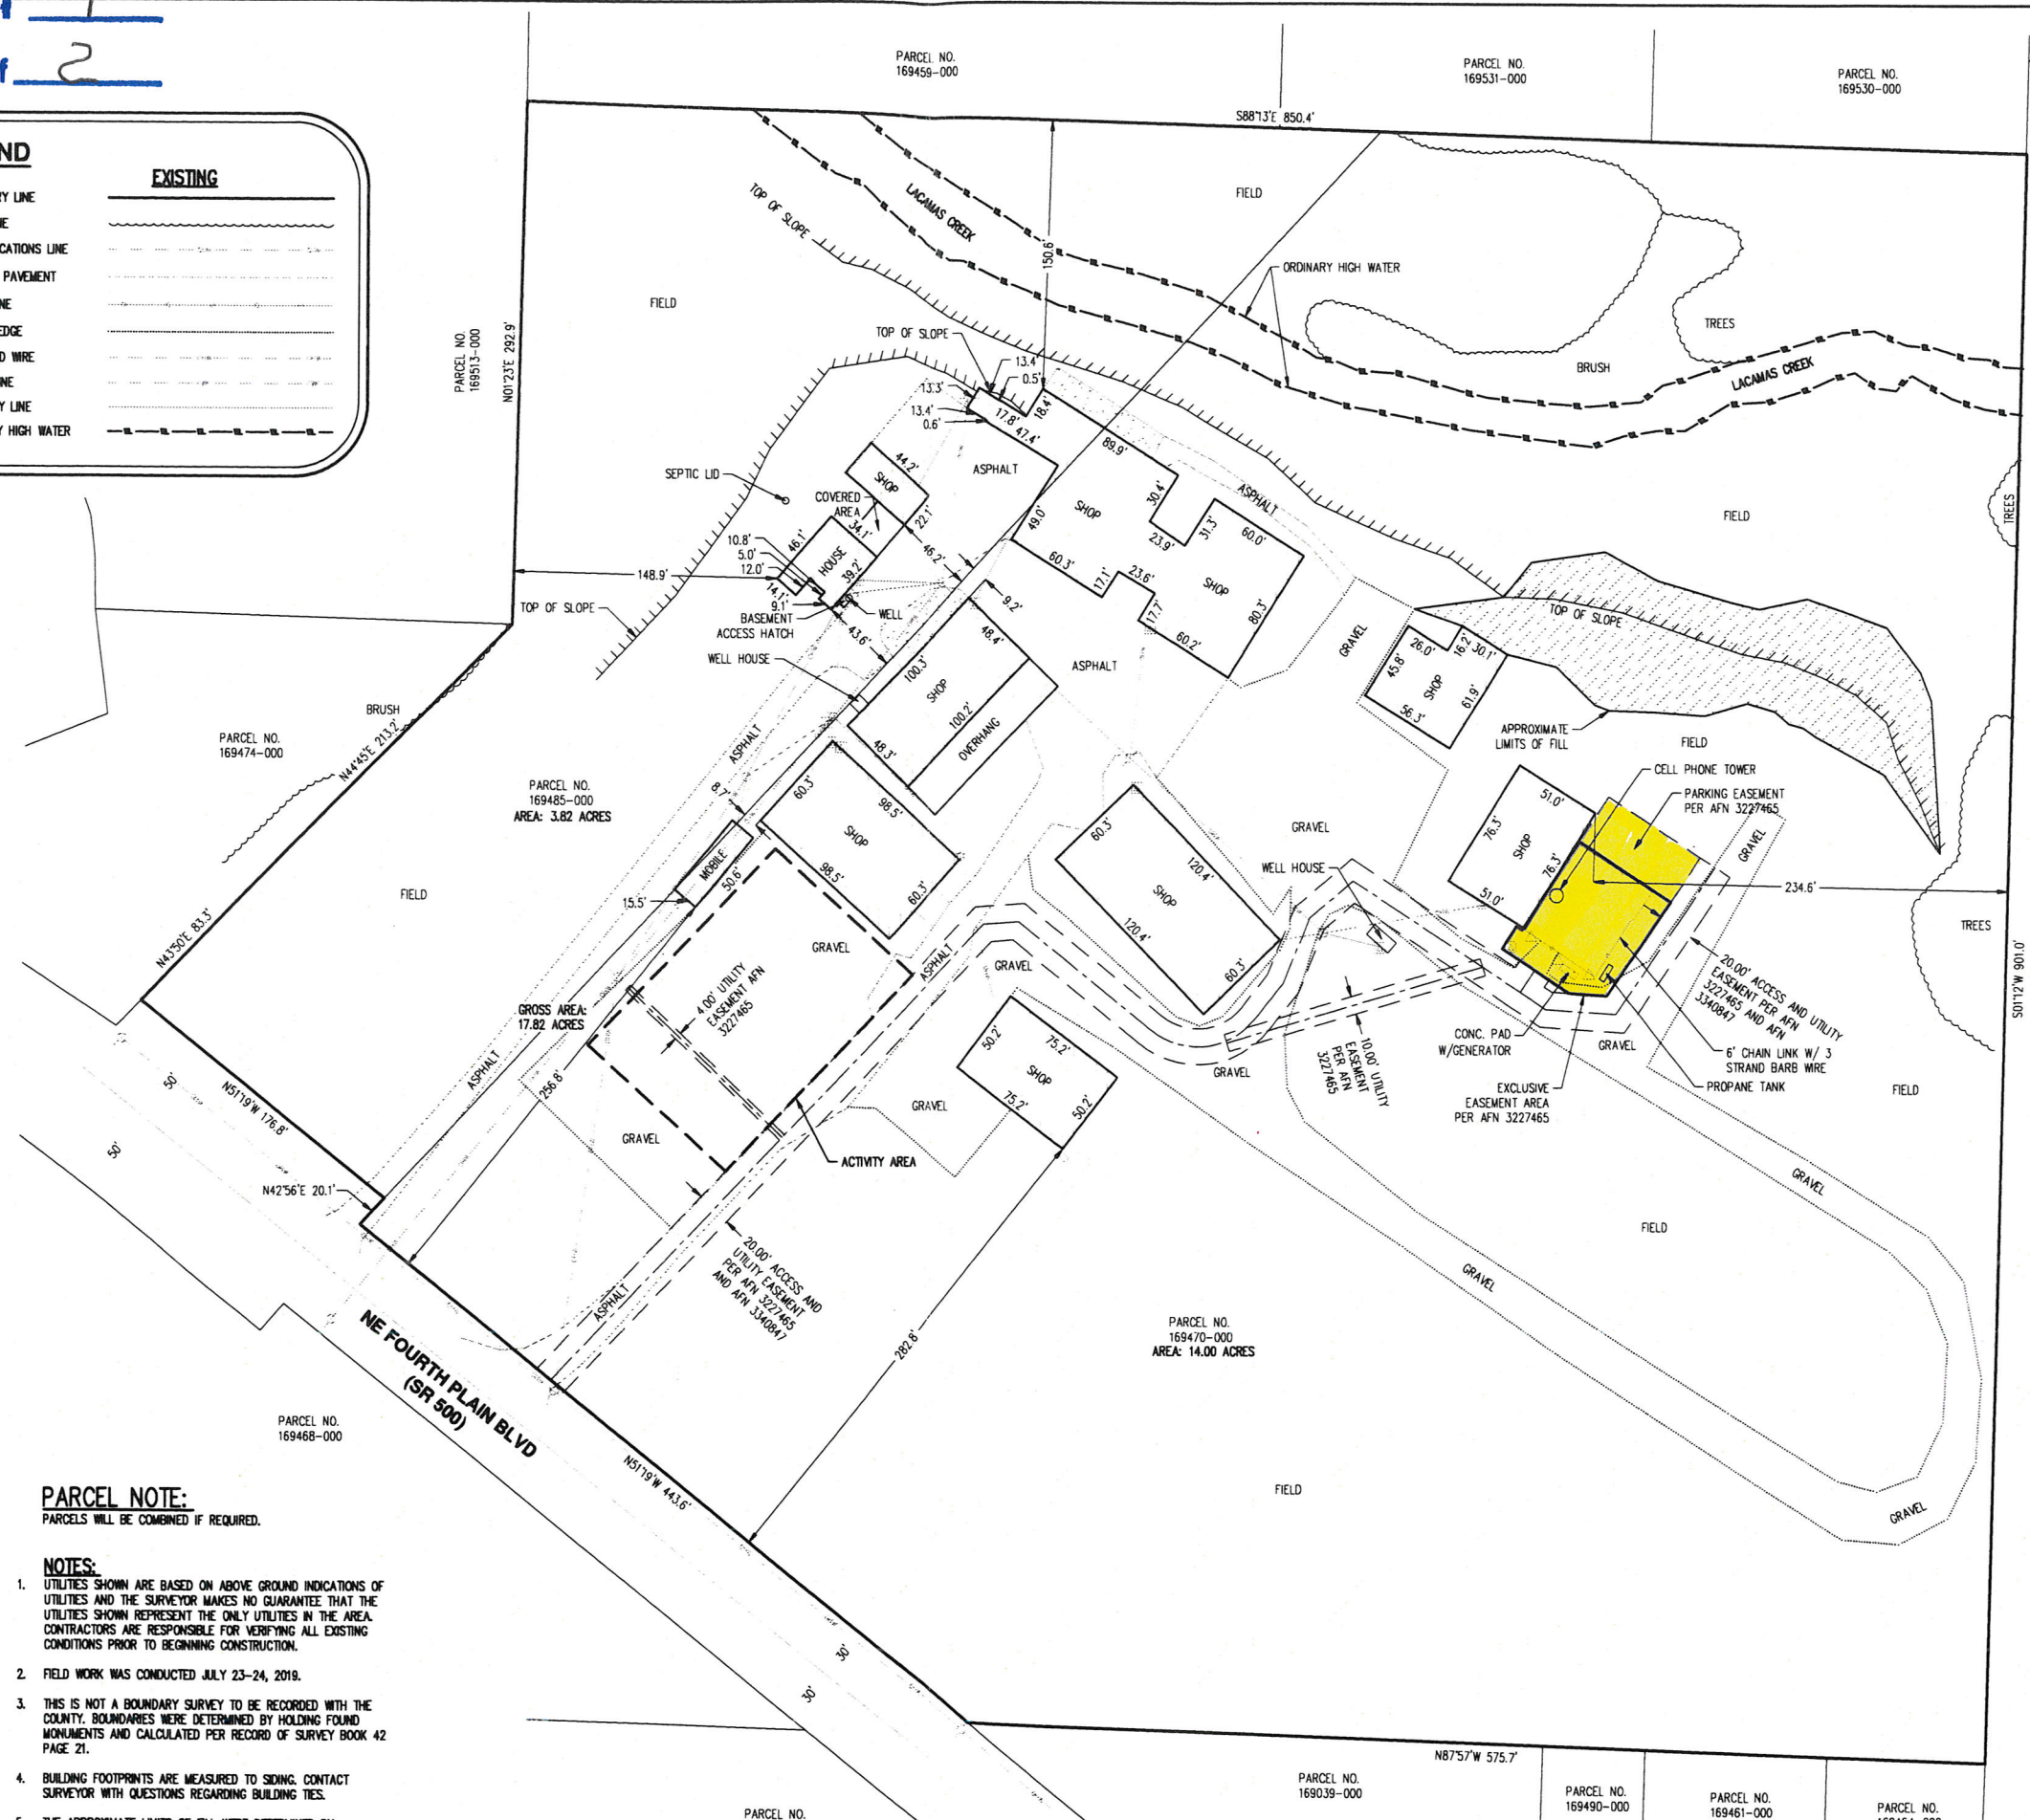 2
EXISTING
PARCEL NO.
169459-000
PARCEL NO.
169531-000
PARCEL NO.
169530-000
S88°13'E 850.4'
PARCEL NO.
169513-000
N01°23'E 292.9'
FIELD
TOP OF SLOPE
LACAMAS CREEK
150.6'
FIELD
ORDINARY HIGH WATER
TREES
BRUSH
LACAMAS CREEK
TREES
FIELD
TOP OF SLOPE
13.4'
0.5'
13.3'
13.4'
0.6'
17.8'
47.4'
18.4'
89.9'
ASPHALT
SEPTIC LID
44.2'
SHOP
COVERED
AREA
22.1'
34.1'
46.1'
HOUSE
39.2'
10.8'
5.0'
12.0'
14.1'
9.1'
148.9'
TOP OF SLOPE
BASEMENT
ACCESS HATCH
WELL
WELL HOUSE
46.2'
43.6'
9.2'
49.0'
SHOP
30.4'
23.9'
31.3'
60.0'
ASPHALT
60.3'
17.1'
23.6'
17.7'
SHOP
80.3'
60.2'
ASPHALT
48.4'
100.3'
SHOP
100.2'
OVERHANG
48.3'
GRAVEL
TOP OF SLOPE
26.0'
16.2'
30.1'
45.8'
SHOP
61.9'
56.3'
APPROXIMATE
LIMITS OF FILL
FIELD
BRUSH
PARCEL NO.
169474-000
N44°45'E 213.2'
ASPHALT
PARCEL NO.
169485-000
AREA: 3.82 ACRES
8.7'
60.3'
98.5'
SHOP
98.5'
60.3'
MOBILE
50.6'
15.5'
FIELD
N43°50'E 83.3'
60.3'
120.4'
SHOP
120.4'
60.3'
GRAVEL
WELL HOUSE
CELL PHONE TOWER
PARKING EASEMENT
PER AFN 3227465
51.0'
76.3'
SHOP
76.3'
51.0'
GRAVEL
234.6'
TREES
S01°12'W 901.0'
GRAVEL
ASPHALT
GRAVEL
4.00' UTILITY
EASEMENT AFN
3227465
GROSS AREA:
17.82 ACRES
20.00' ACCESS AND UTILITY
EASEMENT PER AFN
3227465 AND AFN
3340847
CONC. PAD
W/GENERATOR
6' CHAIN LINK W/ 3
STRAND BARB WIRE
PROPANE TANK
GRAVEL
EXCLUSIVE
EASEMENT AREA
PER AFN 3227465
FIELD
10.00' UTILITY
EASEMENT
PER AFN
3227465
50.2'
75.2'
SHOP
75.2'
50.2'
GRAVEL
GRAVEL
ASPHALT
256.8'
GRAVEL
ACTIVITY AREA
50'
50'
N51°19'W 176.8'
N42°56'E 20.1'
20.00' ACCESS AND
UTILITY EASEMENT
PER AFN 3227465
AND AFN 3340847
ASPHALT
282.8'
GRAVEL
FIELD
GRAVEL
PARCEL NO.
169470-000
AREA: 14.00 ACRES
NE FOURTH PLAIN BLVD
(SR 500)
PARCEL NO.
169468-000
N51°19'W 443.6'
FIELD
GRAVEL
PARCEL NOTE:
PARCELS WILL BE COMBINED IF REQUIRED.
NOTES:
1. UTILITIES SHOWN ARE BASED ON ABOVE GROUND INDICATIONS OF
UTILITIES AND THE SURVEYOR MAKES NO GUARANTEE THAT THE
UTILITIES SHOWN REPRESENT THE ONLY UTILITIES IN THE AREA.
CONTRACTORS ARE RESPONSIBLE FOR VERIFYING ALL EXISTING
CONDITIONS PRIOR TO BEGINNING CONSTRUCTION.
2. FIELD WORK WAS CONDUCTED JULY 23-24, 2019.
3. THIS IS NOT A BOUNDARY SURVEY TO BE RECORDED WITH THE
COUNTY. BOUNDARIES WERE DETERMINED BY HOLDING FOUND
MONUMENTS AND CALCULATED PER RECORD OF SURVEY BOOK 42
PAGE 21.
4. BUILDING FOOTPRINTS ARE MEASURED TO SIDING. CONTACT
SURVEYOR WITH QUESTIONS REGARDING BUILDING TIES.
30'
30'
N87°57'W 575.7'
PARCEL NO.
PARCEL NO.
169039-000
PARCEL NO.
169490-000
PARCEL NO.
169461-000
PARCEL NO.